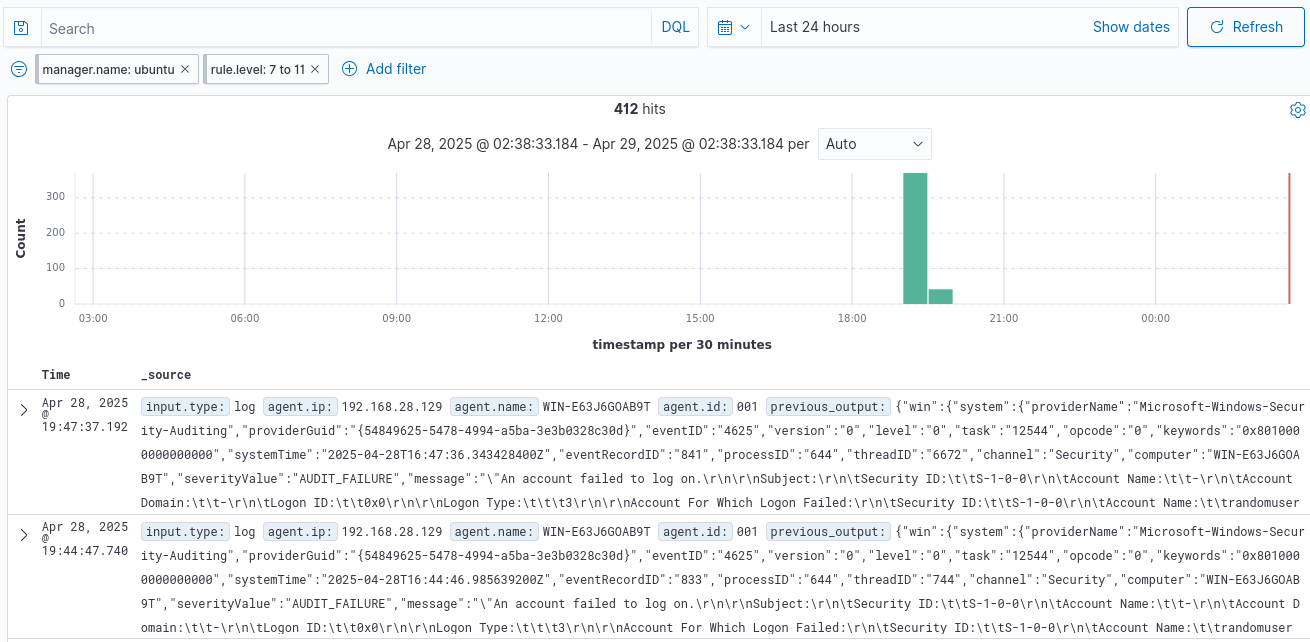 Search DQL Last 24 hours Show dates Refresh
manager.name: ubuntu × rule.level: 7 to 11 × Add filter
412 hits
Apr 28, 2025 @ 02:38:33.184 - Apr 29, 2025 @ 02:38:33.184 per Auto
Count
300
200
100
0
03:00 06:00 09:00 12:00 15:00 18:00 21:00 00:00
timestamp per 30 minutes
Time _source
Apr 28, 2025 @ 19:47:37.192
input.type: log agent.ip: 192.168.28.129 agent.name: WIN-E63J6GOAB9T agent.id: 001 previous_output: {"win":{"system":{"providerName":"Microsoft-Windows-Secur
ity-Auditing","providerGuid":"{54849625-5478-4994-a5ba-3e3b0328c30d}","eventID":"4625","version":"0","level":"0","task":"12544","opcode":"0","keywords":"0x801000
0000000000","systemTime":"2025-04-28T16:47:36.343428400Z","eventRecordID":"841","processID":"644","threadID":"6672","channel":"Security","computer":"WIN-E63J6GOA
B9T","severityValue":"AUDIT_FAILURE","message":"\"An account failed to log on.\r\n\r\nSubject:\r\n\tSecurity ID:\t\tS-1-0-0\r\n\tAccount Name:\t\t-\r\n\tAccount
Domain:\t\t-\r\n\tLogon ID:\t\t0x0\r\n\r\nLogon Type:\t\t\t3\r\n\r\nAccount For Which Logon Failed:\r\n\tSecurity ID:\t\tS-1-0-0\r\n\tAccount Name:\t\trandomuser
Apr 28, 2025 @ 19:44:47.740
input.type: log agent.ip: 192.168.28.129 agent.name: WIN-E63J6GOAB9T agent.id: 001 previous_output: {"win":{"system":{"providerName":"Microsoft-Windows-Secur
ity-Auditing","providerGuid":"{54849625-5478-4994-a5ba-3e3b0328c30d}","eventID":"4625","version":"0","level":"0","task":"12544","opcode":"0","keywords":"0x801000
0000000000","systemTime":"2025-04-28T16:44:46.985639200Z","eventRecordID":"833","processID":"644","threadID":"744","channel":"Security","computer":"WIN-E63J6GOAB
9T","severityValue":"AUDIT_FAILURE","message":"\"An account failed to log on.\r\n\r\nSubject:\r\n\tSecurity ID:\t\tS-1-0-0\r\n\tAccount Name:\t\t-\r\n\tAccount D
omain:\t\t-\r\n\tLogon ID:\t\t0x0\r\n\r\nLogon Type:\t\t\t3\r\n\r\nAccount For Which Logon Failed:\r\n\tSecurity ID:\t\tS-1-0-0\r\n\tAccount Name:\t\trandomuser